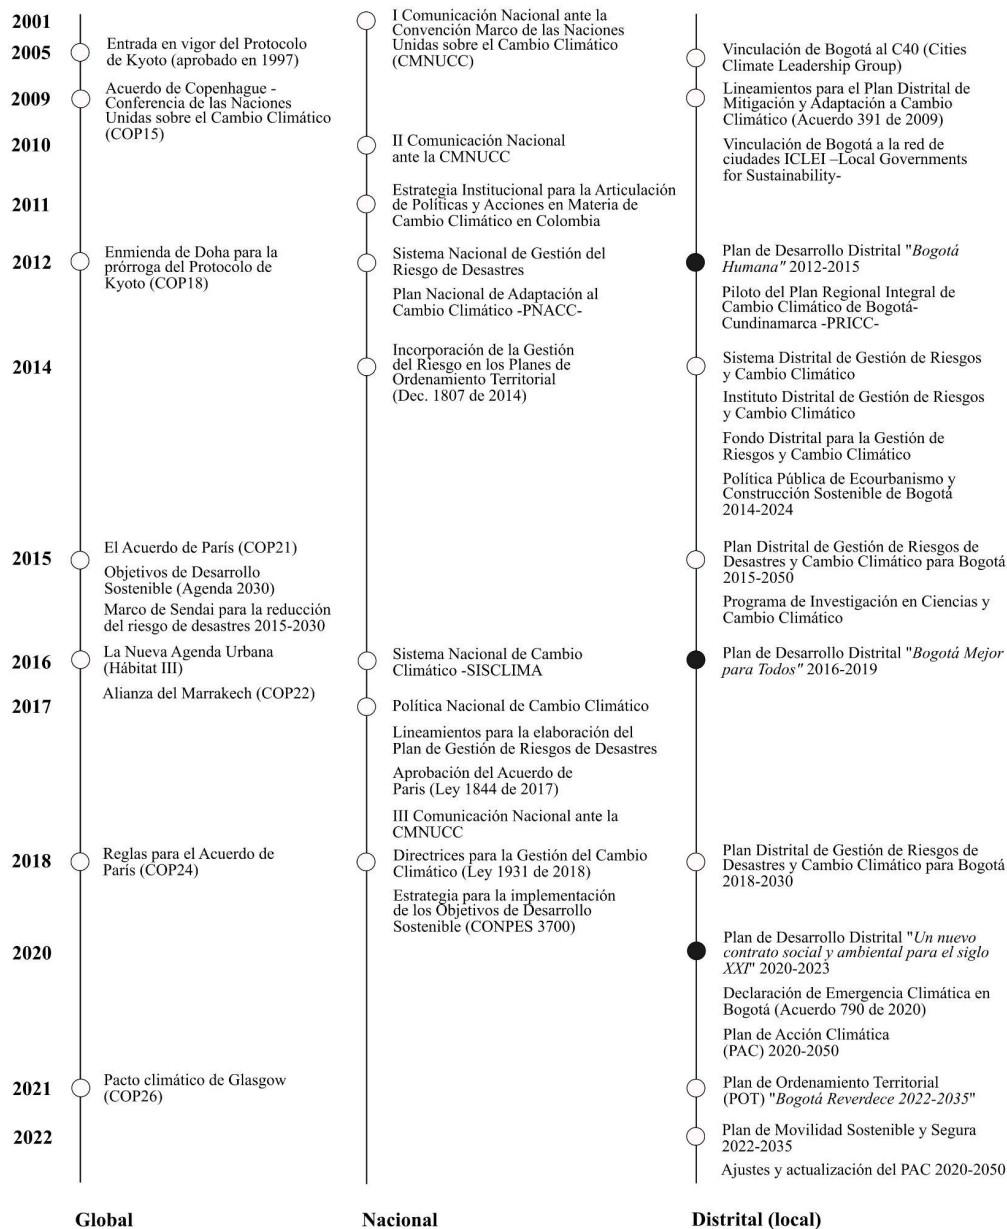 2001
I Comunicación Nacional ante la
Convención Marco de las Naciones
Unidas sobre el Cambio Climático
(CMNUCC)
2005
Entrada en vigor del Protocolo
de Kyoto (aprobado en 1997)
Vinculación de Bogotá al C40 (Cities
Climate Leadership Group)
2009
Acuerdo de Copenhague -
Conferencia de las Naciones
Unidas sobre el Cambio Climático
(COP15)
Lineamientos para el Plan Distrital de
Mitigación y Adaptación a Cambio
Climático (Acuerdo 391 de 2009)
2010
II Comunicación Nacional
ante la CMNUCC
Vinculación de Bogotá a la red de
ciudades ICLEI –Local Governments
for Sustainability-
2011
Estrategia Institucional para la Articulación
de Políticas y Acciones en Materia de
Cambio Climático en Colombia
2012
Enmienda de Doha para la
prórroga del Protocolo de
Kyoto (COP18)
Sistema Nacional de Gestión del
Riesgo de Desastres
Plan Nacional de Adaptación al
Cambio Climático -PNACC-
Plan de Desarrollo Distrital "Bogotá
Humana" 2012-2015
Piloto del Plan Regional Integral de
Cambio Climático de Bogotá-
Cundinamarca -PRICC-
2014
Incorporación de la Gestión
del Riesgo en los Planes de
Ordenamiento Territorial
(Dec. 1807 de 2014)
Sistema Distrital de Gestión de Riesgos
y Cambio Climático
Instituto Distrital de Gestión de Riesgos
y Cambio Climático
Fondo Distrital para la Gestión de
Riesgos y Cambio Climático
Política Pública de Ecourbanismo y
Construcción Sostenible de Bogotá
2014-2024
2015
El Acuerdo de París (COP21)
Objetivos de Desarrollo
Sostenible (Agenda 2030)
Marco de Sendai para la reducción
del riesgo de desastres 2015-2030
Plan Distrital de Gestión de Riesgos de
Desastres y Cambio Climático para Bogotá
2015-2050
Programa de Investigación en Ciencias y
Cambio Climático
2016
La Nueva Agenda Urbana
(Hábitat III)
Alianza del Marrakech (COP22)
Sistema Nacional de Cambio
Climático -SISCLIMA
Plan de Desarrollo Distrital "Bogotá Mejor
para Todos" 2016-2019
2017
Política Nacional de Cambio Climático
Lineamientos para la elaboración del
Plan de Gestión de Riesgos de Desastres
Aprobación del Acuerdo de
Paris (Ley 1844 de 2017)
III Comunicación Nacional ante la
CMNUCC
2018
Reglas para el Acuerdo de
París (COP24)
Directrices para la Gestión del Cambio
Climático (Ley 1931 de 2018)
Estrategia para la implementación
de los Objetivos de Desarrollo
Sostenible (CONPES 3700)
Plan Distrital de Gestión de Riesgos de
Desastres y Cambio Climático para Bogotá
2018-2030
2020
Plan de Desarrollo Distrital "Un nuevo
contrato social y ambiental para el siglo
XXI" 2020-2023
Declaración de Emergencia Climática en
Bogotá (Acuerdo 790 de 2020)
Plan de Acción Climática
(PAC) 2020-2050
2021
Pacto climático de Glasgow
(COP26)
Plan de Ordenamiento Territorial
(POT) "Bogotá Reverdece 2022-2035"
2022
Plan de Movilidad Sostenible y Segura
2022-2035
Ajustes y actualización del PAC 2020-2050
Global
Nacional
Distrital (local)